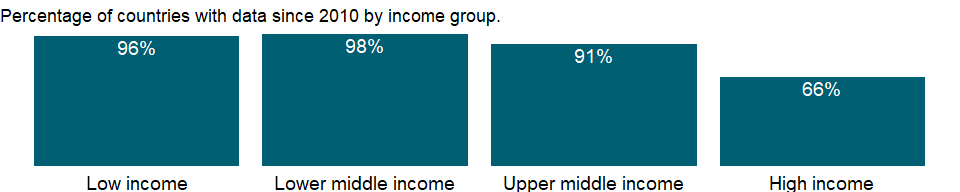 Percentage of countries with data since 2010 by income group.
96%
98%
91%
66%
Low income
Lower middle income
Upper middle income
High income